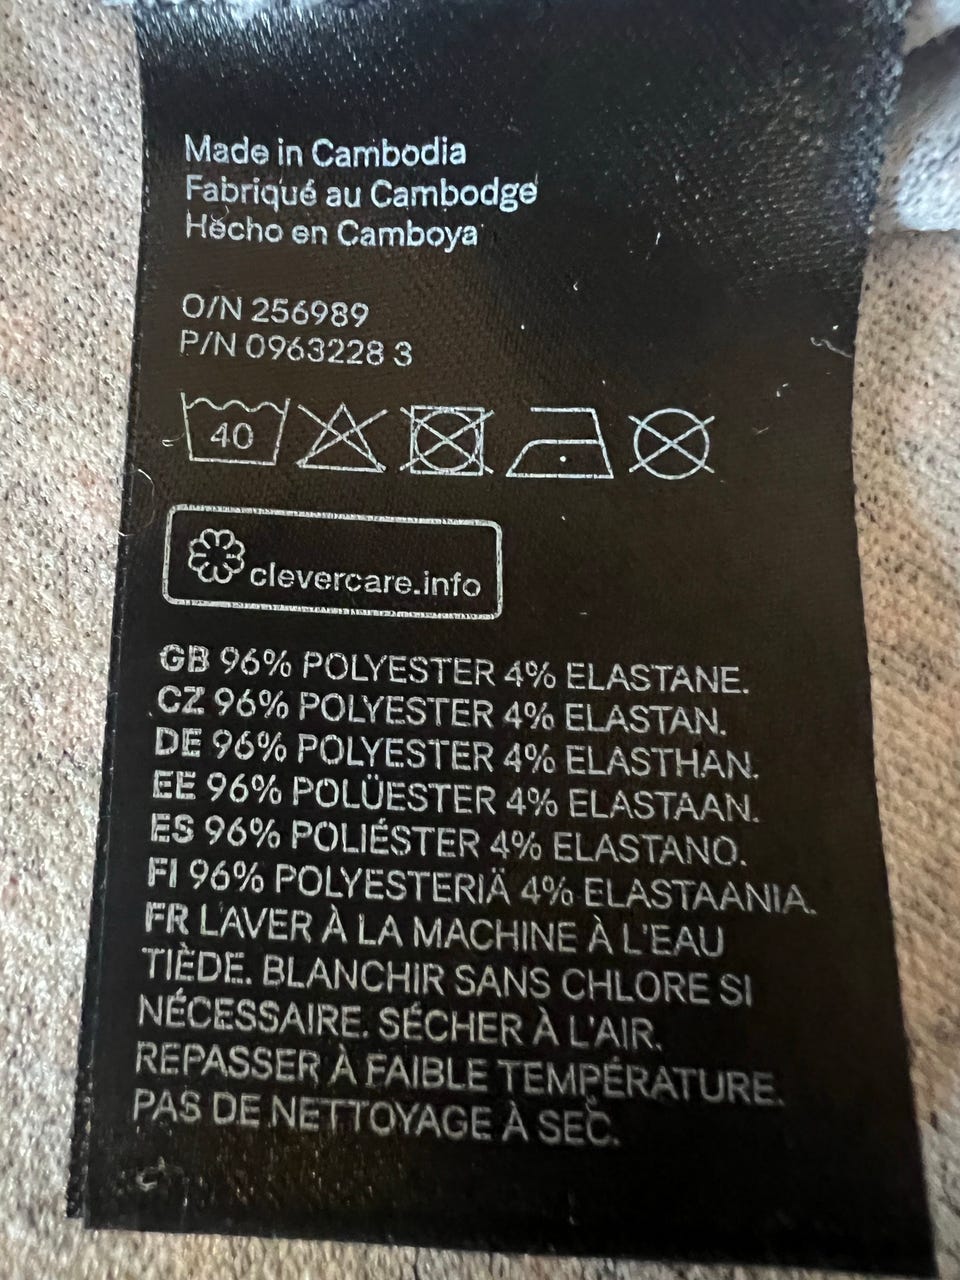 Made in Cambodia
Fabriqué au Cambodge
Hecho en Camboya
O/N 256989
P/N 0963228 3
40
clevercare.info
GB 96% POLYESTER 4% ELASTANE.
CZ 96% POLYESTER 4% ELASTAN.
DE 96% POLYESTER 4% ELASTHAN.
EE 96% POLÜESTER 4% ELASTAAN.
ES 96% POLIÉSTER 4% ELASTANO.
FI 96% POLYESTERIÄ 4% ELASTAANIA.
FR LAVER À LA MACHINE À L'EAU
TIÈDE. BLANCHIR SANS CHLORE SI
NÉCESSAIRE. SÉCHER À L'AIR.
REPASSER À FAIBLE TEMPÉRATURE.
PAS DE NETTOYAGE À SEC.